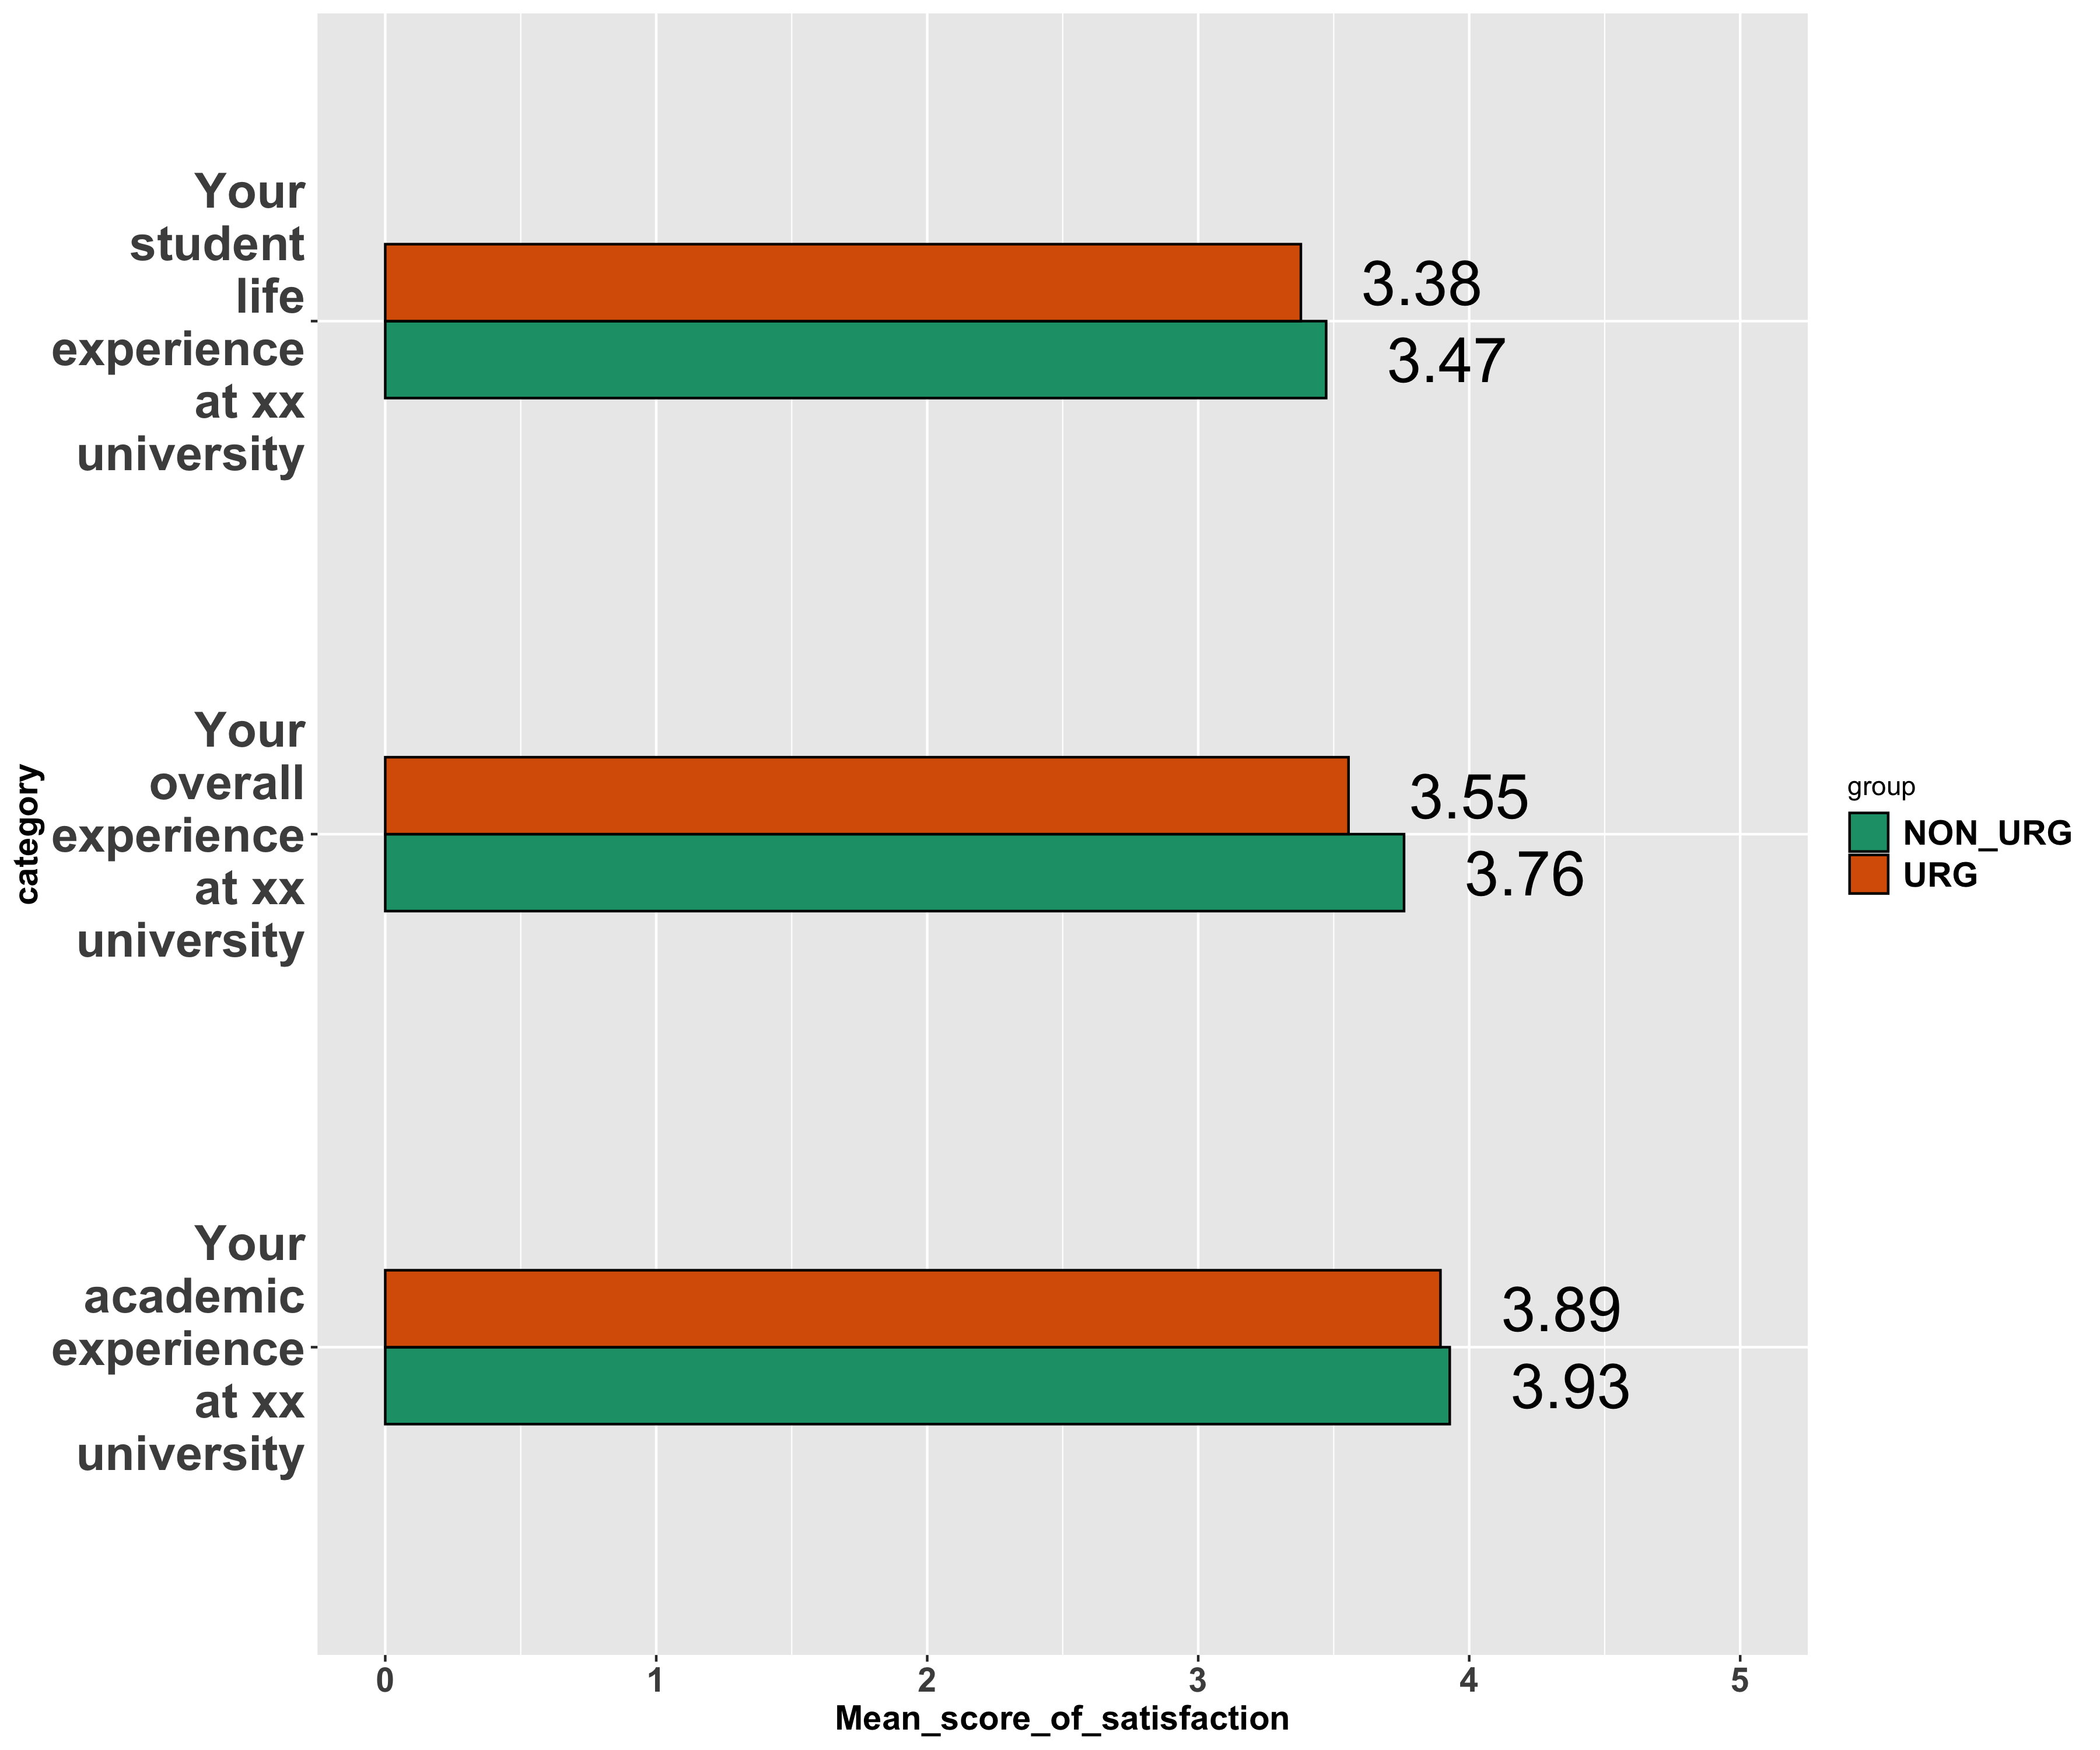 Your
student
life
experience
at xx
university
3.38
3.47
Your
overall
experience
at xx
university
3.55
3.76
Your
academic
experience
at xx
university
3.89
3.93
category
0 1 2 3 4 5
Mean_score_of_satisfaction
group
NON_URG
URG